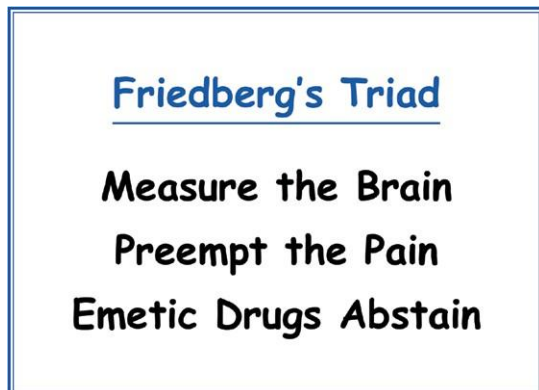 Friedberg's Triad
Measure the Brain
Preempt the Pain
Emetic Drugs Abstain